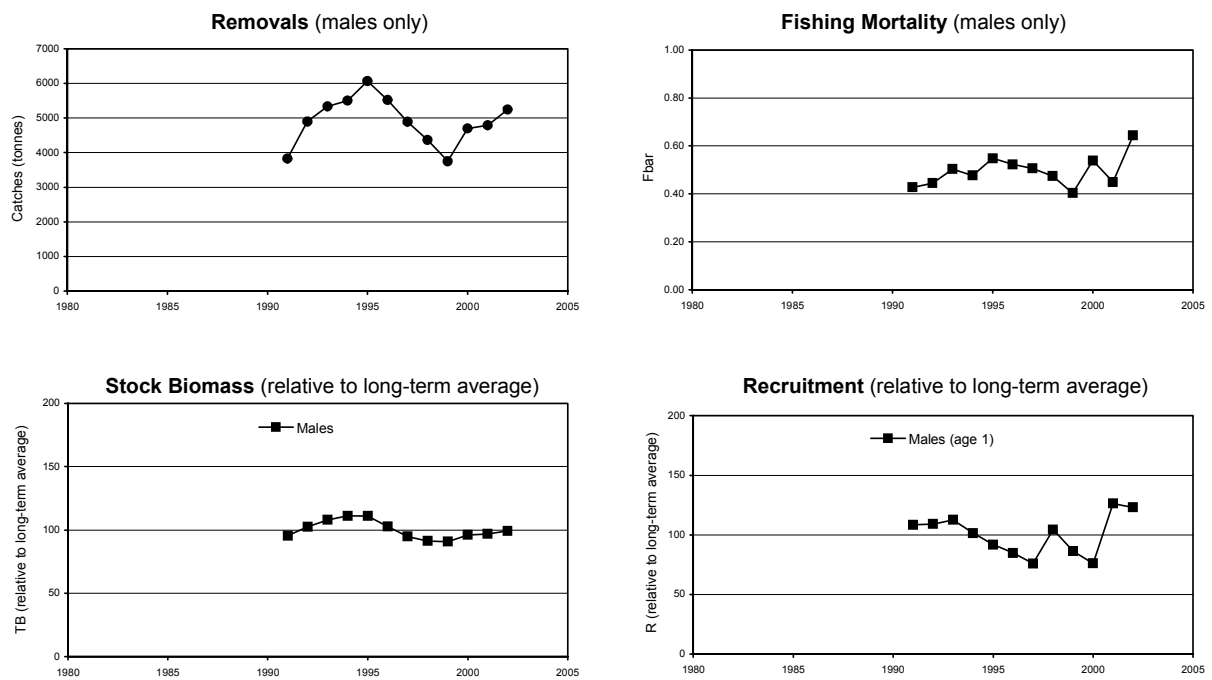 Removals (males only)
Catches (tonnes)
7000
6000
5000
4000
3000
2000
1000
0
1980 1985 1990 1995 2000 2005
Fishing Mortality (males only)
Fbar
1.00
0.80
0.60
0.40
0.20
0.00
1980 1985 1990 1995 2000 2005
Stock Biomass (relative to long-term average)
TB (relative to long-term average)
200
150
100
50
0
Males
1980 1985 1990 1995 2000 2005
Recruitment (relative to long-term average)
R (relative to long-term average)
200
150
100
50
0
Males (age 1)
1980 1985 1990 1995 2000 2005